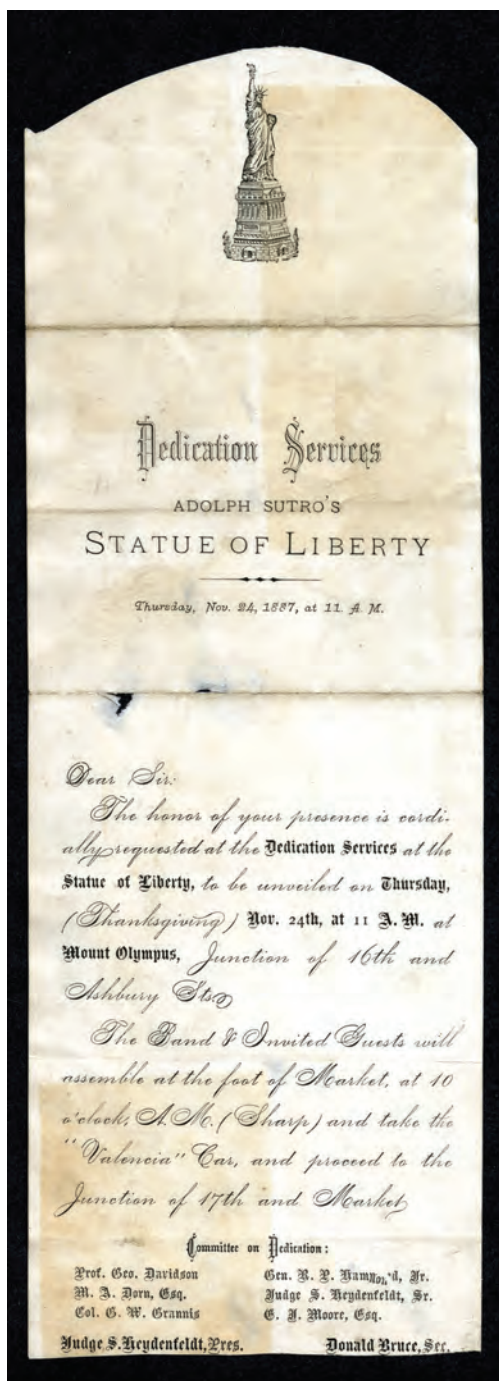 Dedication Services
ADOLPH SUTRO'S
STATUE OF LIBERTY
Thursday, Nov. 24, 1887, at 11 A. M.
Dear Sir:
The honor of your presence is cordi-
ally requested at the Dedication Services at the
Statue of Liberty, to be unveiled on Thursday,
(Thanksgiving) Nov. 24th, at 11 A. M. at
Mount Olympus, Junction of 16th and
Ashbury Sts
The Band & Invited Guests will
assemble at the foot of Market, at 10
o'clock, A.M. (Sharp) and take the
"Valencia" Car, and proceed to the
Junction of 17th and Market
Committee on Dedication:
Prof. Geo. Davidson Gen. R. P. Hammon'd, Jr.
M. A. Dorn, Esq. Judge S. Heydenfeldt, Sr.
Col. G. W. Grannis E. J. Moore, Esq.
Judge S. Heydenfeldt, Pres. Donald Bruce, Sec.